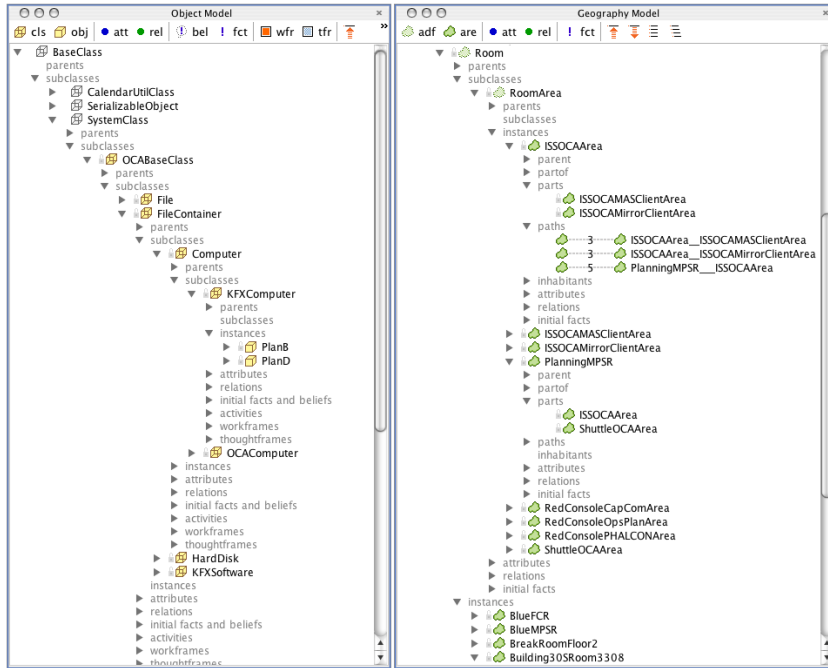 Object Model
cls obj att rel bel ! fct wfr tfr »
BaseClass
parents
subclasses
CalendarUtilClass
SerializableObject
SystemClass
parents
subclasses
OCABaseClass
parents
subclasses
File
FileContainer
parents
subclasses
Computer
parents
subclasses
KFXComputer
parents
subclasses
instances
PlanB
PlanD
attributes
relations
initial facts and beliefs
activities
workframes
thoughtframes
OCAComputer
instances
attributes
relations
initial facts and beliefs
activities
workframes
thoughtframes
HardDisk
KFXSoftware
instances
attributes
relations
initial facts and beliefs
activities
workframes
thoughtframes
Geography Model
adf are att rel ! fct
Room
parents
subclasses
RoomArea
parents
subclasses
instances
ISSOCAArea
parent
partof
parts
ISSOCAMASClientArea
ISSOCAMirrorClientArea
paths
3 ISSOCAArea__ISSOCAMASClientArea
3 ISSOCAArea__ISSOCAMirrorClientArea
5 PlanningMPSR___ISSOCAArea
inhabitants
attributes
relations
initial facts
ISSOCAMASClientArea
ISSOCAMirrorClientArea
PlanningMPSR
parent
partof
parts
ISSOCAArea
ShuttleOCAArea
paths
inhabitants
attributes
relations
initial facts
RedConsoleCapComArea
RedConsoleOpsPlanArea
RedConsolePHALCONArea
ShuttleOCAArea
attributes
relations
initial facts
instances
BlueFCR
BlueMPSR
BreakRoomFloor2
Building30SRoom3308